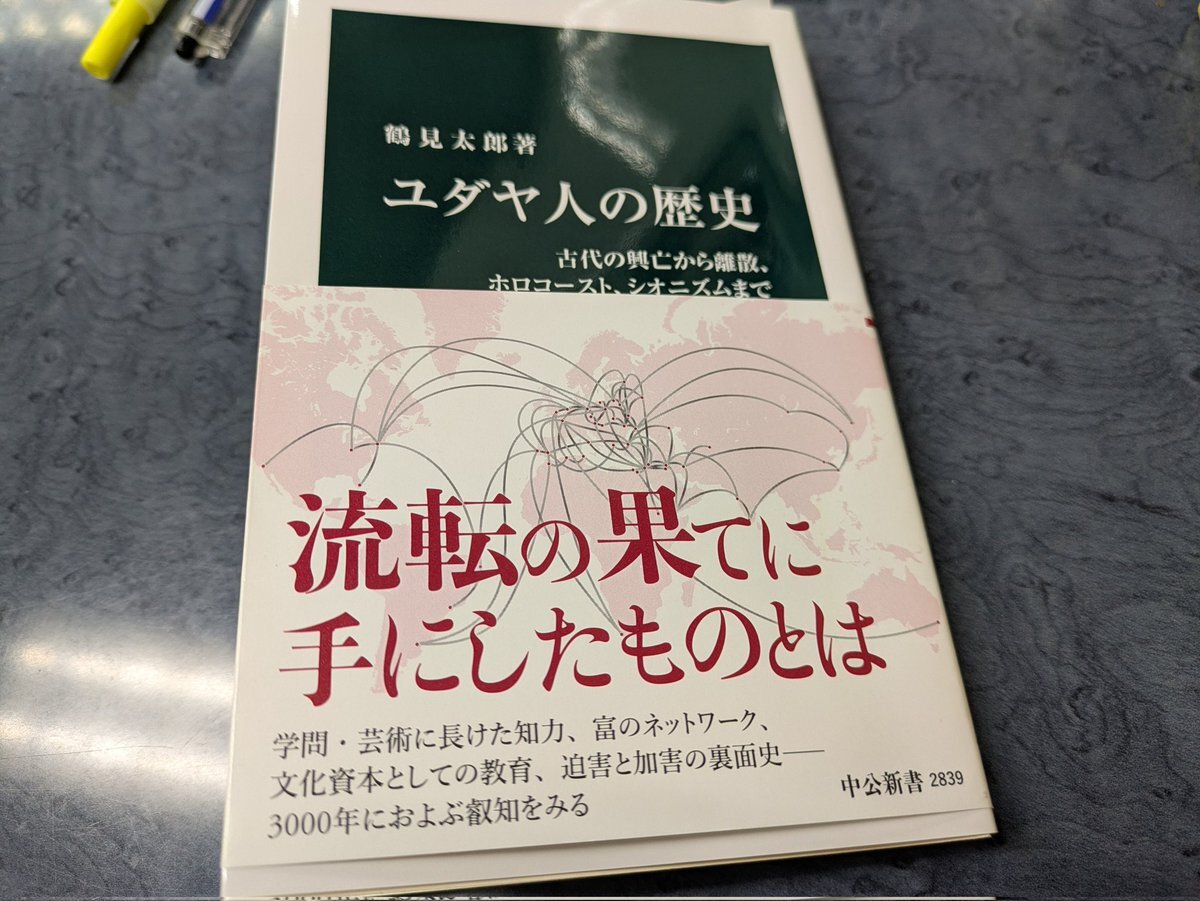 鶴見太郎著
ユダヤ人の歴史
古代の興亡から離散、
ホロコースト、シオニズムまで
流転の果てに
手にしたものとは
学問・芸術に長けた知力、富のネットワーク、
文化資本としての教育、迫害と加害の裏面史──
3000年におよぶ叡知をみる
中公新書 2839